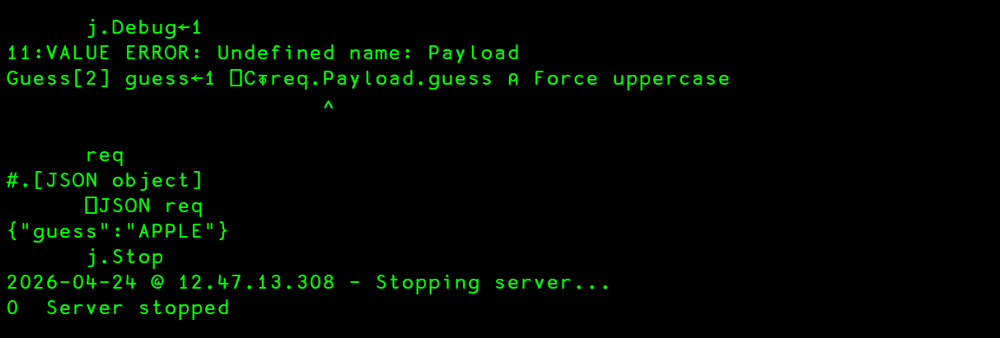 j.Debug←1
11:VALUE ERROR: Undefined name: Payload
Guess[2] guess←1 ⎕C⍕req.Payload.guess ⍝ Force uppercase
                        ^
      req
#.[JSON object]
      ⎕JSON req
{"guess":"APPLE"}
      j.Stop
2026-04-24 @ 12.47.13.308 - Stopping server...
0  Server stopped